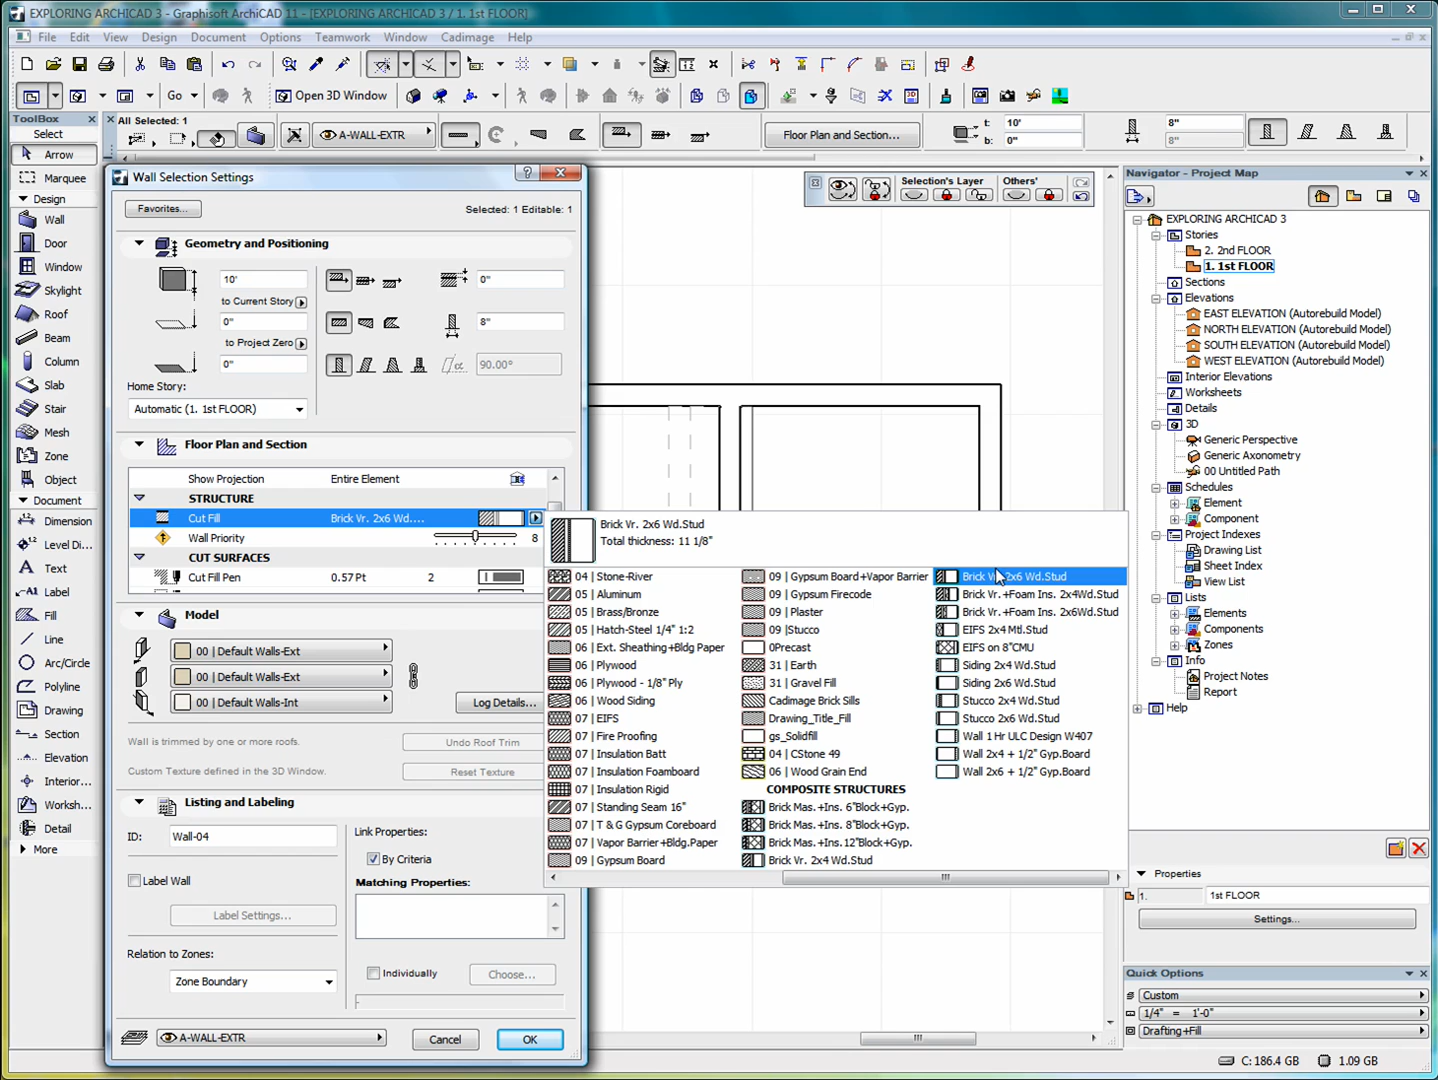 EXPLORING ARCHICAD 3 - Graphisoft ArchiCAD 11 - [EXPLORING ARCHICAD 3 / 1. 1st FLOOR]
File Edit View Design Document Options Teamwork Window Cadimage Help
Go
Open 3D Window
ToolBox
Select
Arrow
Marquee
Design
Wall
Door
Window
Skylight
Roof
Beam
Column
Slab
Stair
Mesh
Zone
Object
Document
Dimension
Level Di...
Text
Label
Fill
Line
Arc/Circle
Polyline
Drawing
Section
Elevation
Interior...
Worksh...
Detail
More
All Selected: 1
A-WALL-EXTR
Floor Plan and Section...
t: 10'
b: 0"
8"
8"
Wall Selection Settings
Favorites...
Selected: 1 Editable: 1
Geometry and Positioning
10'
to Current Story
0"
to Project Zero
0"
0"
8"
90.00°
Home Story:
Automatic (1. 1st FLOOR)
Floor Plan and Section
Show Projection Entire Element
STRUCTURE
Cut Fill Brick Vr. 2x6 Wd....
Wall Priority 8
CUT SURFACES
Cut Fill Pen 0.57 Pt 2
Model
00 | Default Walls-Ext
00 | Default Walls-Ext
00 | Default Walls-Int
Log Details...
Wall is trimmed by one or more roofs.
Undo Roof Trim
Custom Texture defined in the 3D Window.
Reset Texture
Listing and Labeling
ID: Wall-04
Label Wall
Label Settings...
Relation to Zones:
Zone Boundary
Link Properties:
By Criteria
Matching Properties:
Individually
Choose...
A-WALL-EXTR
Cancel
OK
Selection's Layer
Others'
Brick Vr. 2x6 Wd.Stud
Total thickness: 11 1/8"
04 | Stone-River
05 | Aluminum
05 | Brass/Bronze
05 | Hatch-Steel 1/4" 1:2
06 | Ext. Sheathing+Bldg Paper
06 | Plywood
06 | Plywood - 1/8" Ply
06 | Wood Siding
07 | EIFS
07 | Fire Proofing
07 | Insulation Batt
07 | Insulation Foamboard
07 | Insulation Rigid
07 | Standing Seam 16"
07 | T & G Gypsum Coreboard
07 | Vapor Barrier+Bldg.Paper
09 | Gypsum Board
09 | Gypsum Board+Vapor Barrier
09 | Gypsum Firecode
09 | Plaster
09 |Stucco
0Precast
31 | Earth
31 | Gravel Fill
Cadimage Brick Sills
Drawing_Title_Fill
gs_Solidfill
04 | CStone 49
06 | Wood Grain End
COMPOSITE STRUCTURES
Brick Mas.+Ins. 6"Block+Gyp.
Brick Mas.+Ins. 8"Block+Gyp.
Brick Mas.+Ins.12"Block+Gyp.
Brick Vr. 2x4 Wd.Stud
Brick 2x6 Wd.Stud
Brick Vr.+Foam Ins. 2x4Wd.Stud
Brick Vr.+Foam Ins. 2x6Wd.Stud
EIFS 2x4 Mtl.Stud
EIFS on 8"CMU
Siding 2x4 Wd.Stud
Siding 2x6 Wd.Stud
Stucco 2x4 Wd.Stud
Stucco 2x6 Wd.Stud
Wall 1 Hr ULC Design W407
Wall 2x4 + 1/2" Gyp.Board
Wall 2x6 + 1/2" Gyp.Board
Navigator - Project Map
EXPLORING ARCHICAD 3
Stories
2. 2nd FLOOR
1. 1st FLOOR
Sections
Elevations
EAST ELEVATION (Autorebuild Model)
NORTH ELEVATION (Autorebuild Model)
SOUTH ELEVATION (Autorebuild Model)
WEST ELEVATION (Autorebuild Model)
Interior Elevations
Worksheets
Details
3D
Generic Perspective
Generic Axonometry
00 Untitled Path
Schedules
Element
Component
Project Indexes
Drawing List
Sheet Index
View List
Lists
Elements
Components
Zones
Info
Project Notes
Report
Help
Properties
1. 1st FLOOR
Settings...
Quick Options
Custom
1/4" = 1'-0"
Drafting+Fill
C: 186.4 GB
1.09 GB